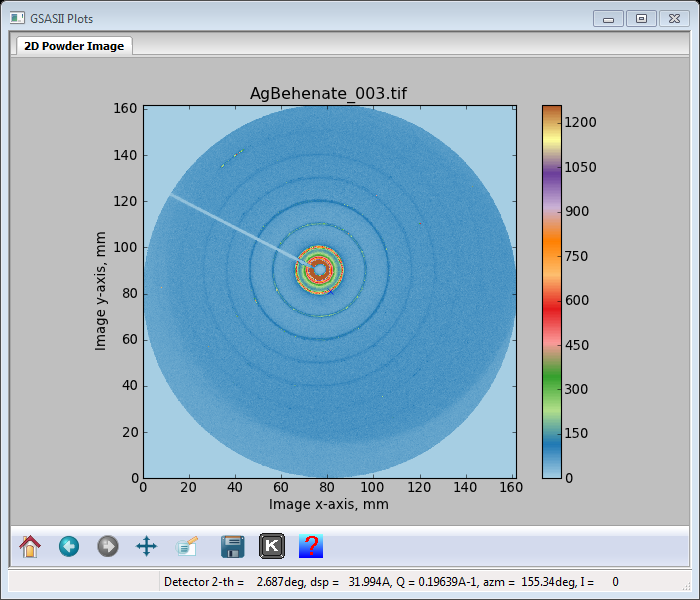 GSASII Plots
2D Powder Image
AgBehenate_003.tif
160
140
120
100
80
60
40
20
0
Image y-axis, mm
0 20 40 60 80 100 120 140 160
Image x-axis, mm
1200
1050
900
750
600
450
300
150
0
K ?
Detector 2-th = 2.687deg, dsp = 31.994A, Q = 0.19639A-1, azm = 155.34deg, I = 0